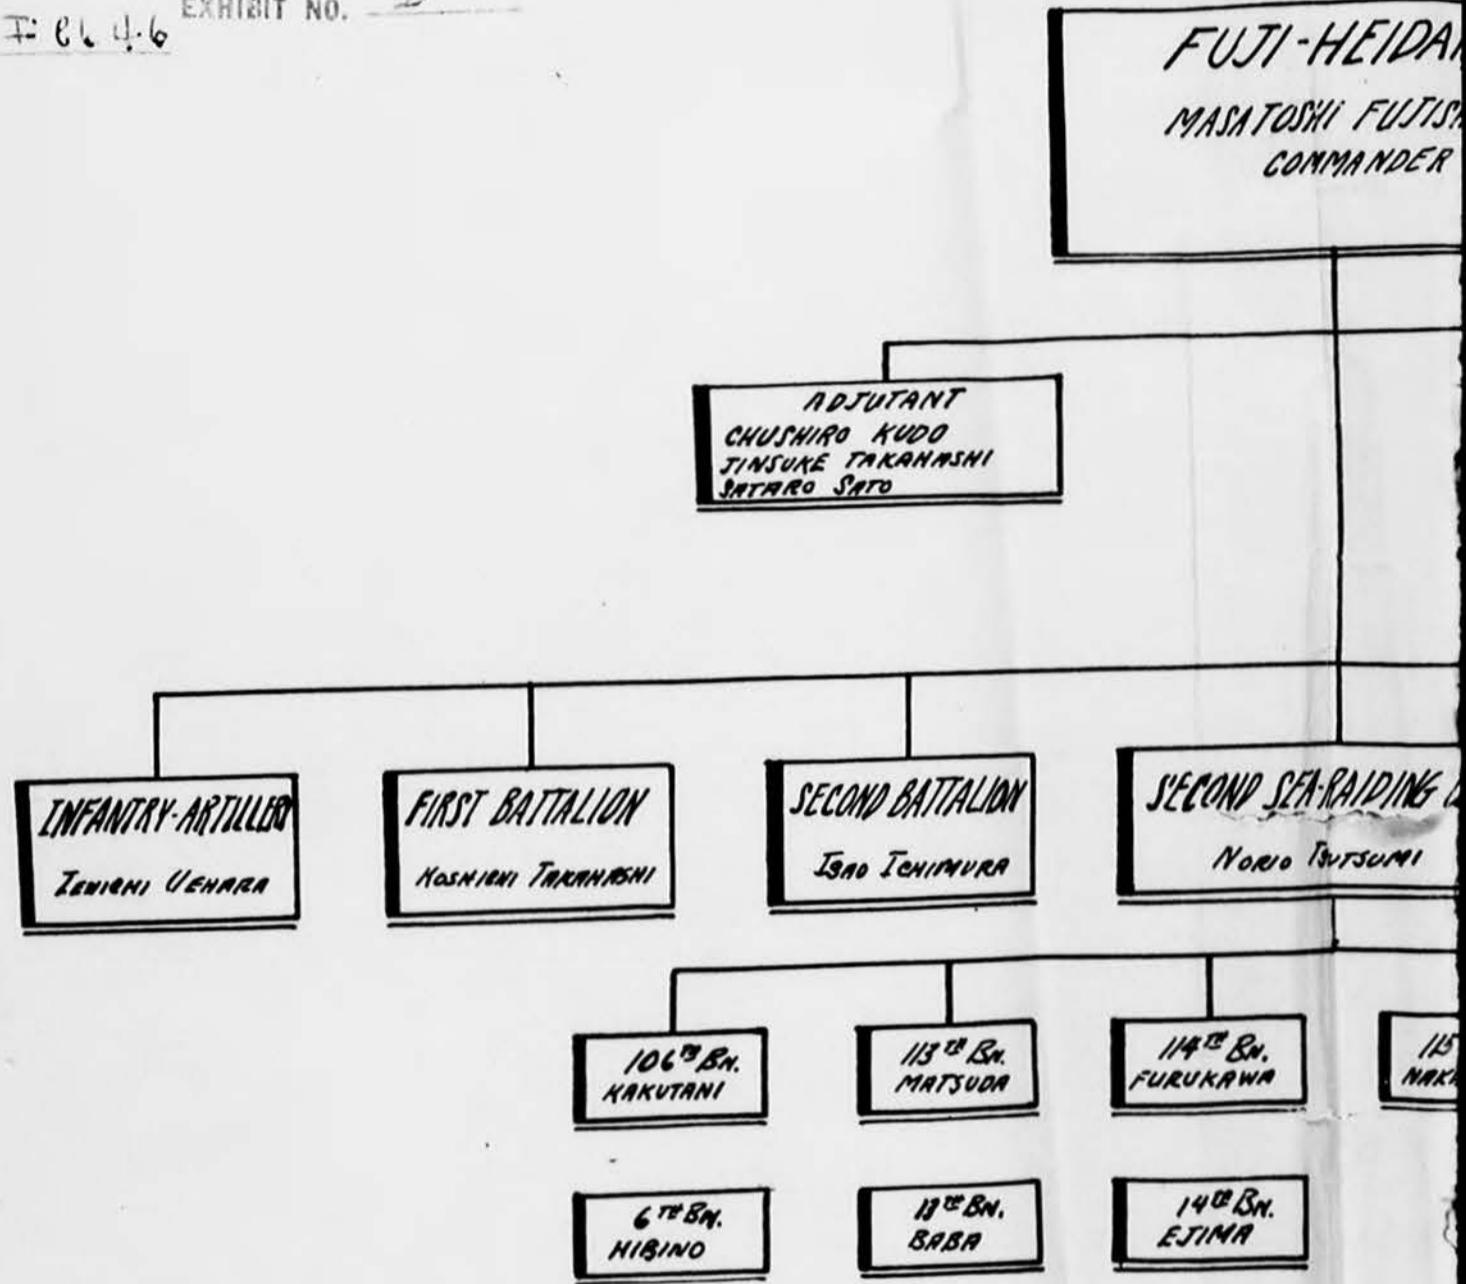 EXHIBIT NO.
FUJI-HEIDA
MASATOSHI FUJIS
COMMANDER
ADJUTANT
CHUSHIRO KUDO
JINSUKE TAKAHASHI
SATARO SATO
INFANTRY-ARTILLERY
UEHARA
FIRST BATTALION
TAKAHASHI
SECOND BATTALION
ISAO ICHIMURA
SECOND SEA-RAIDING
NORIO TSUTSUMI
106TH BN.
KAKUTANI
113TH BN.
MATSUDA
114TH BN.
FURUKAWA
115
NAK
6TH BN.
HIBINO
13TH BN.
BABA
14TH BN.
EJIMA